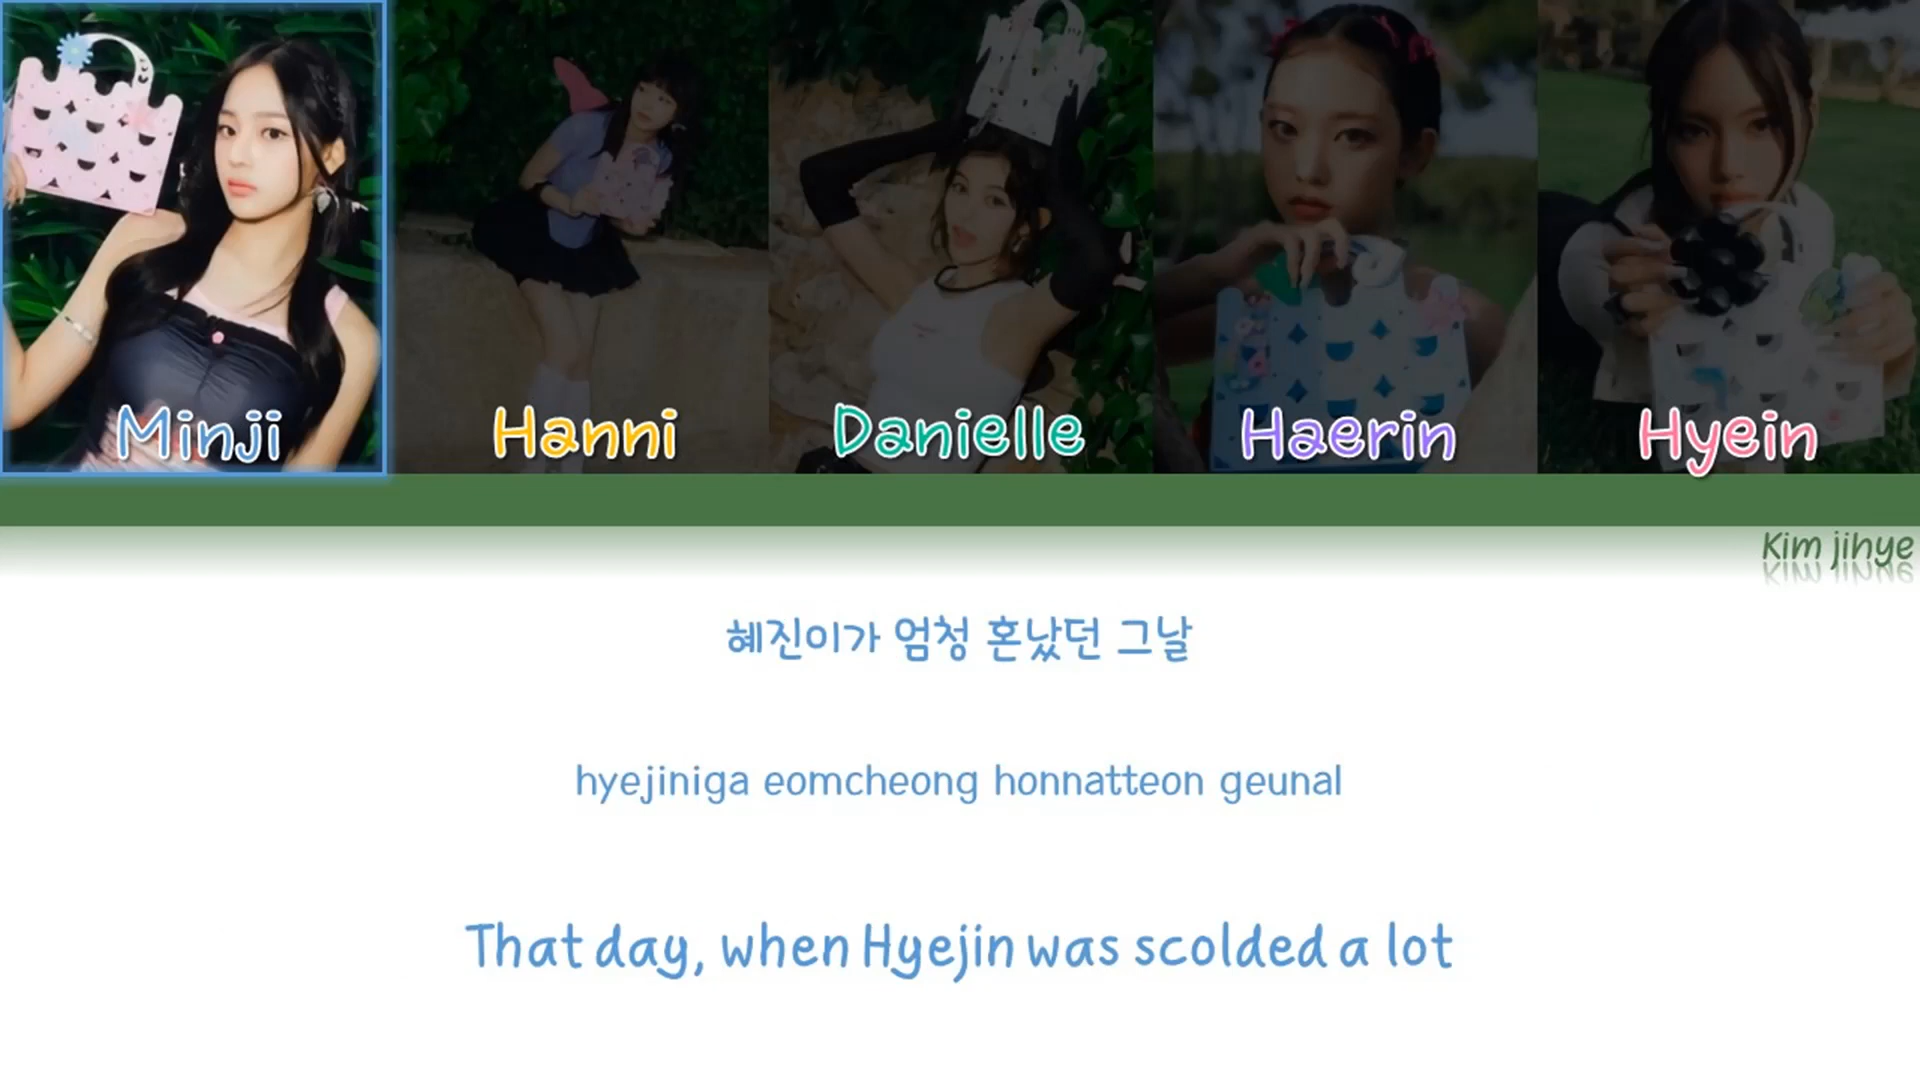 Minji Hanni Danielle Haerin Hyein
Kim jihye
혜진이가 엄청 혼났던 그날
hyejiniga eomcheong honnatteon geunal
That day, when Hyejin was scolded a lot